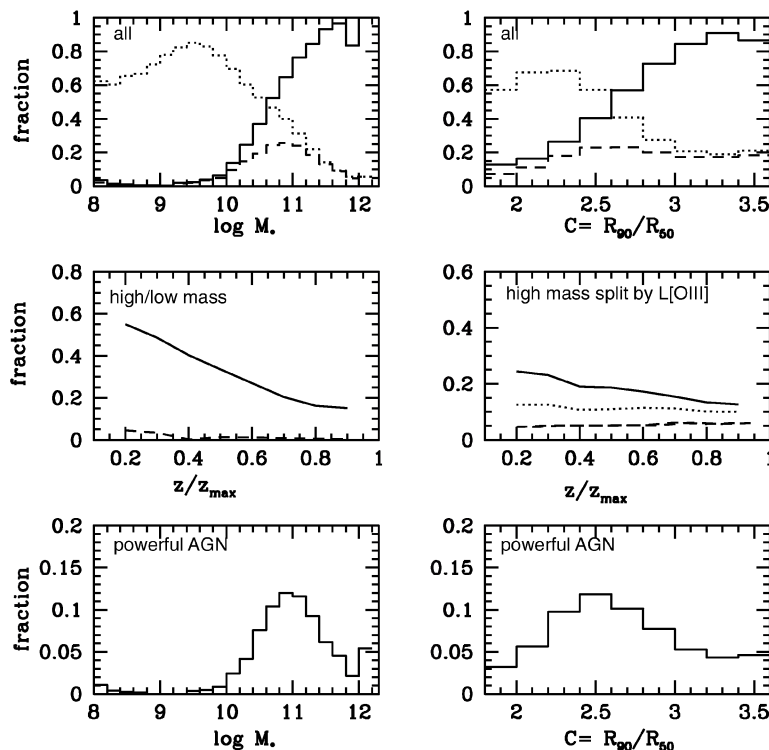 1
0.8
0.6
0.4
0.2
0
fraction
all
8 9 10 11 12
log M*
1
0.8
0.6
0.4
0.2
0
all
2 2.5 3 3.5
C= R90/R50
0.8
0.6
0.4
0.2
0
fraction
high/low mass
0.2 0.4 0.6 0.8 1
z/zmax
0.6
0.4
0.2
0
high mass split by L[OIII]
0.2 0.4 0.6 0.8 1
z/zmax
0.2
0.15
0.1
0.05
0
fraction
powerful AGN
8 9 10 11 12
log M*
0.2
0.15
0.1
0.05
0
powerful AGN
2 2.5 3 3.5
C= R90/R50